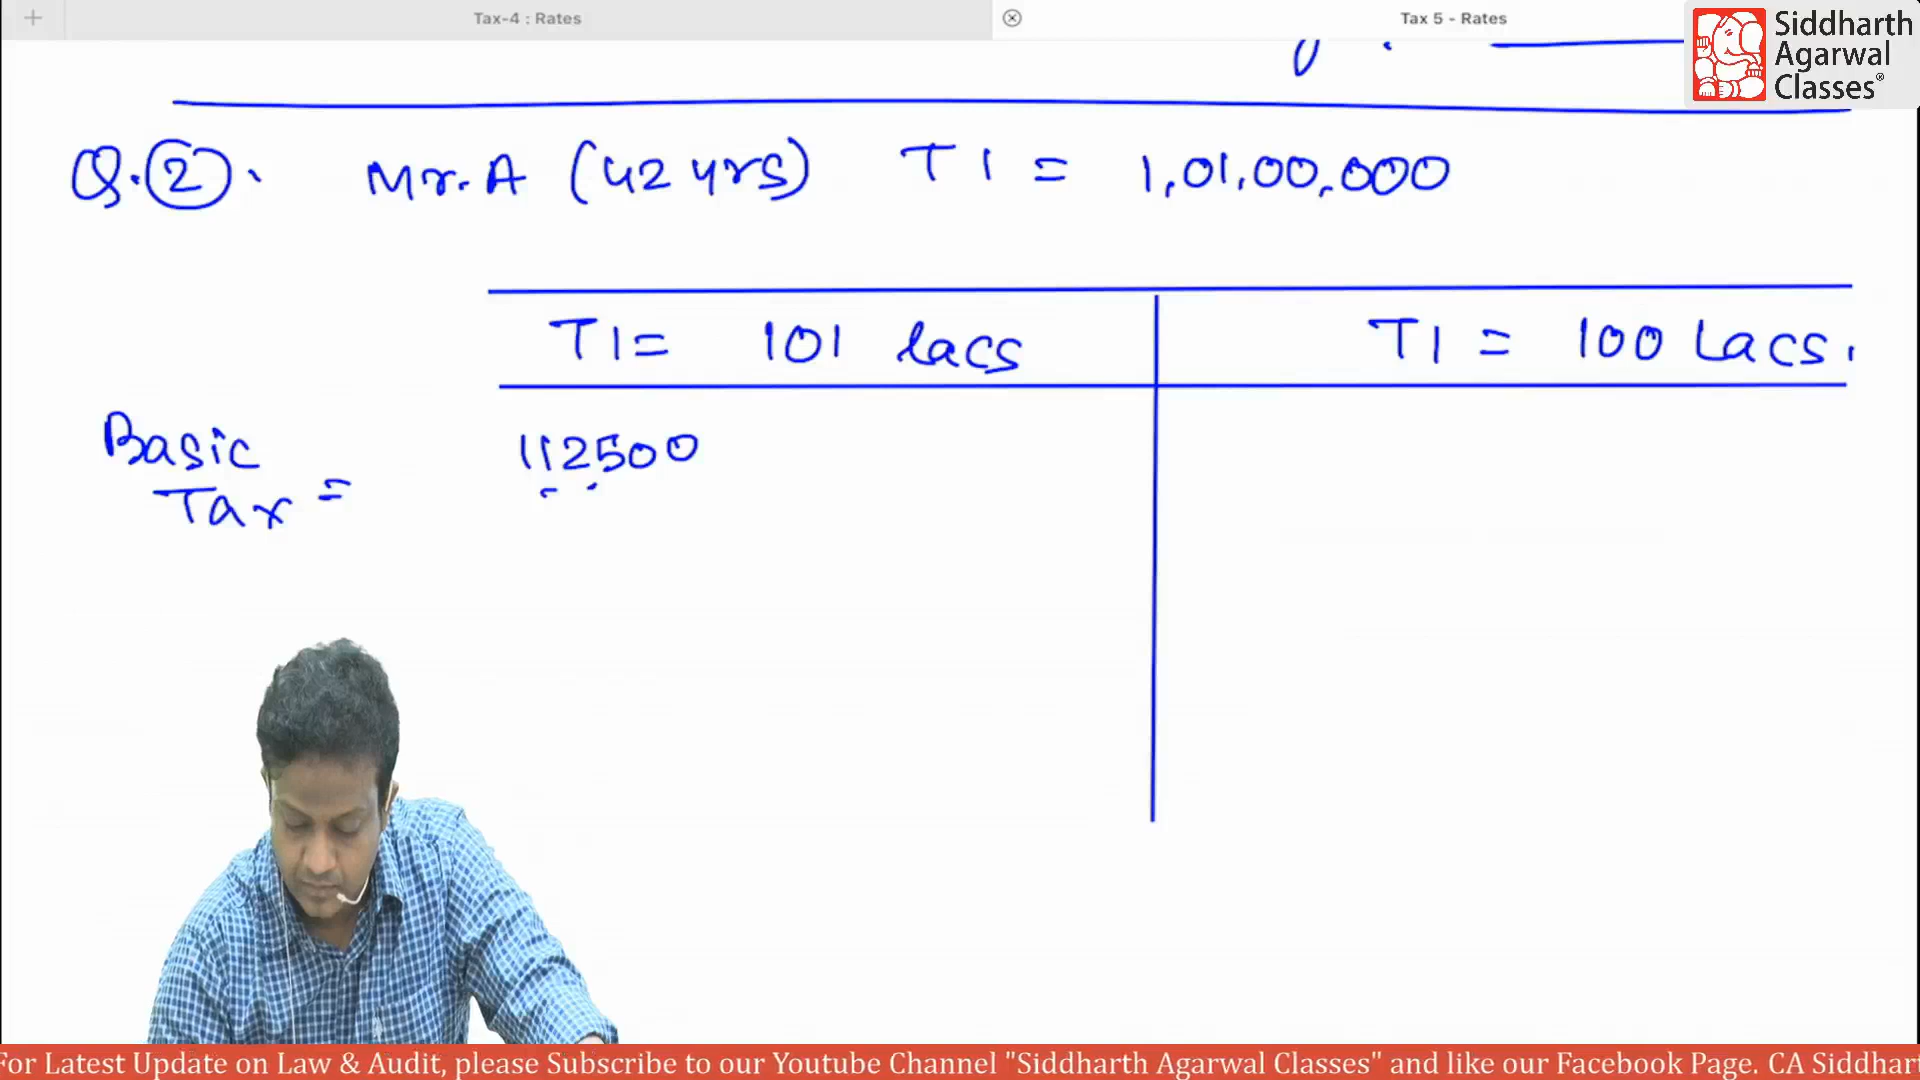 Tax-4 : Rates
Tax 5 - Rates
Siddharth
Agarwal
Classes®
Q.2. Mr. A (42 yrs) TI = 1,01,00,000
TI = 101 lacs
TI = 100 Lacs.
Basic
Tax =
112500
For Latest Update on Law & Audit, please Subscribe to our Youtube Channel "Siddharth Agarwal Classes" and like our Facebook Page. CA Siddhar